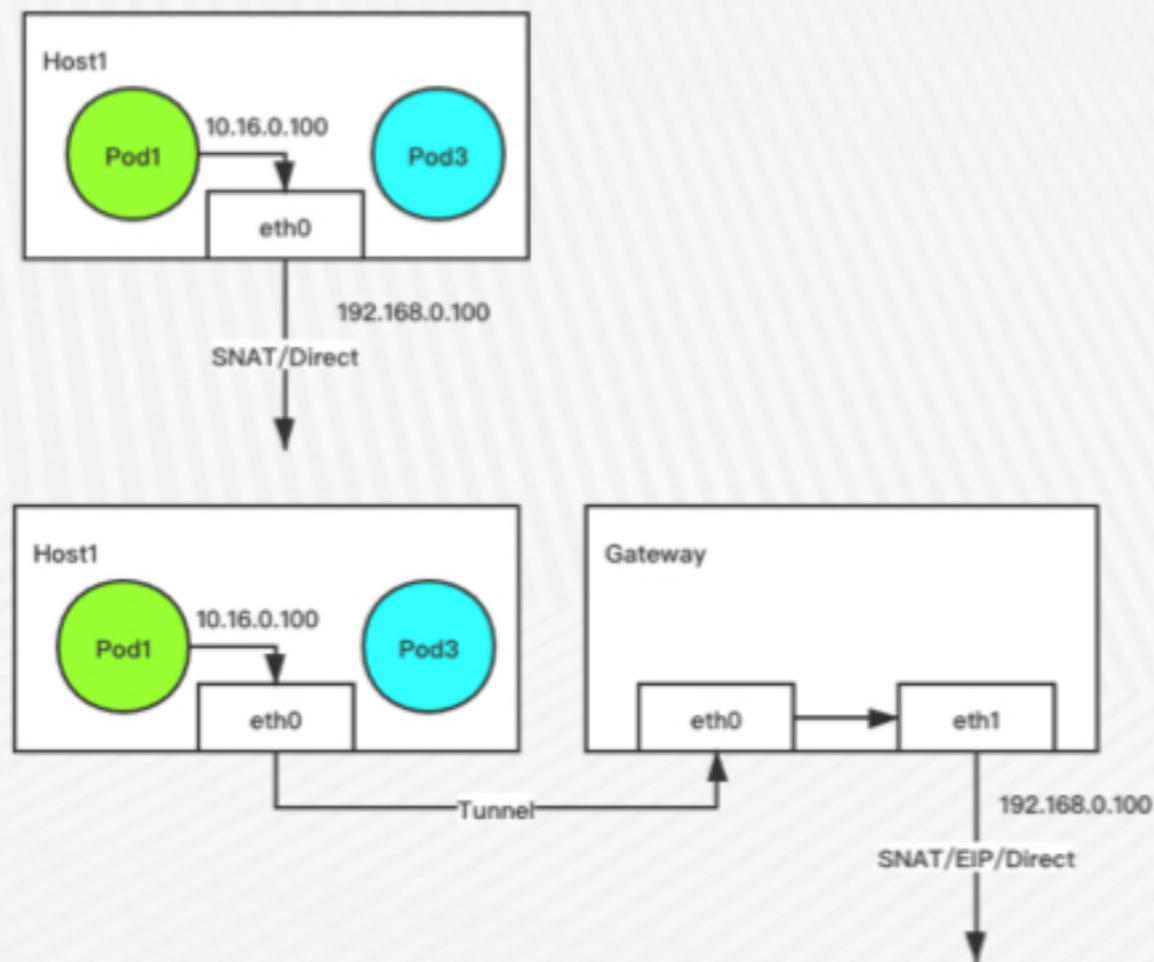 Host1
10.16.0.100
Pod1
Pod3
eth0
192.168.0.100
SNAT/Direct
Host1
10.16.0.100
Pod1
Pod3
eth0
Gateway
eth0
eth1
Tunnel
192.168.0.100
SNAT/EIP/Direct